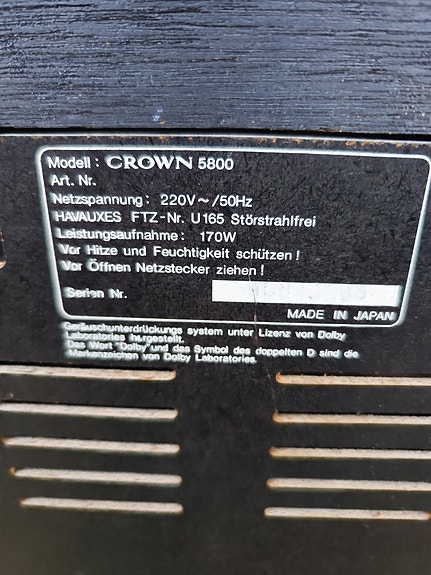 Modell: CROWN 5800
Art. Nr.
Netzspannung: 220V~/50Hz
HAVAUXES FTZ-Nr. U165 Störstrahlfrei
Leistungsaufnahme: 170W
Vor Hitze und Feuchtigkeit schützen!
Vor Öffnen Netzstecker ziehen!
Serien Nr.
MADE IN JAPAN
Geräuschunterdrückungs system unter Lizenz von Dolby
Laboratories hergestellt.
Das Wort "Dolby" und das Symbol des doppelten D sind die
Markenzeichen von Dolby Laboratories.